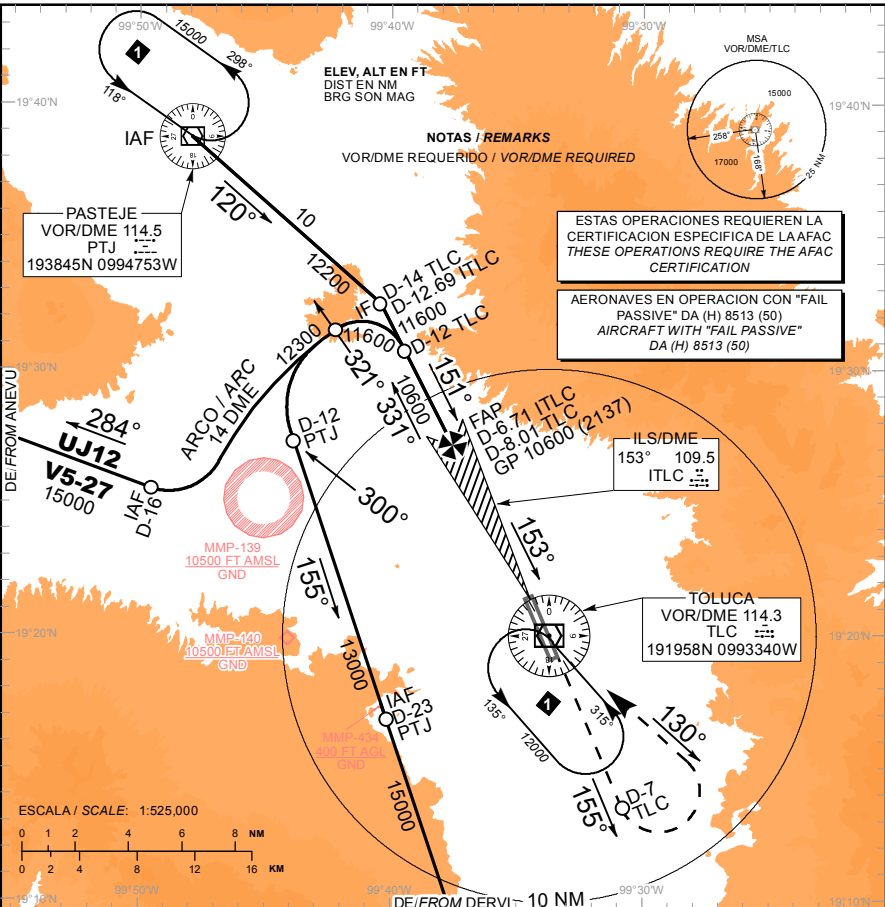 99°50'W
99°40'W
99°30'W
19°40'N
19°40'N
15000
298°
118°
1
IAF
ELEV, ALT EN FT
DIST EN NM
BRG SON MAG
NOTAS / REMARKS
VOR/DME REQUERIDO / VOR/DME REQUIRED
MSA
VOR/DME/TLC
15000
258°
17000
168°
25 NM
PASTEJE
VOR/DME 114.5
PTJ
193845N 0994753W
120°
10
12200
ESTAS OPERACIONES REQUIEREN LA
CERTIFICACION ESPECIFICA DE LA AFAC
THESE OPERATIONS REQUIRE THE AFAC
CERTIFICATION
AERONAVES EN OPERACION CON "FAIL
PASSIVE" DA (H) 8513 (50)
AIRCRAFT WITH "FAIL PASSIVE"
DA (H) 8513 (50)
IF
D-14 TLC
D-12.69 ITLC
11600
D-12 TLC
11600
12300
321°
19°30'N
19°30'N
ARCO / ARC
14 DME
10600
331°
151°
FAP
D-6.71 ITLC
D-8.01 TLC
GP 10600 (2137)
DE/FROM ANEVU
284°
UJ12
V5-27
15000
IAF
D-16
D-12
PTJ
300°
ILS/DME
153° 109.5
ITLC
MMP-139
10500 FT AMSL
GND
155°
153°
TOLUCA
VOR/DME 114.3
TLC
191958N 0993340W
19°20'N
19°20'N
MMP-140
10500 FT AMSL
GND
13000
IAF
D-23
PTJ
MMP-434
400 FT AGL
GND
135°
1
12000
315°
130°
155°
D-7
TLC
15000
ESCALA / SCALE: 1:525,000
0 1 2 4 6 8 NM
0 2 4 8 12 16 KM
99°50'W
99°40'W
99°30'W
19°10'N
19°10'N
DE/FROM DERVI
10 NM